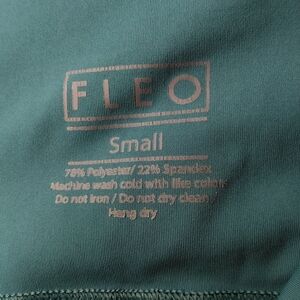 FLEO
Small
78% Polyester/ 22% Spandex
Machine wash cold with like colors
Do not iron / Do not dry clean/
Hang dry